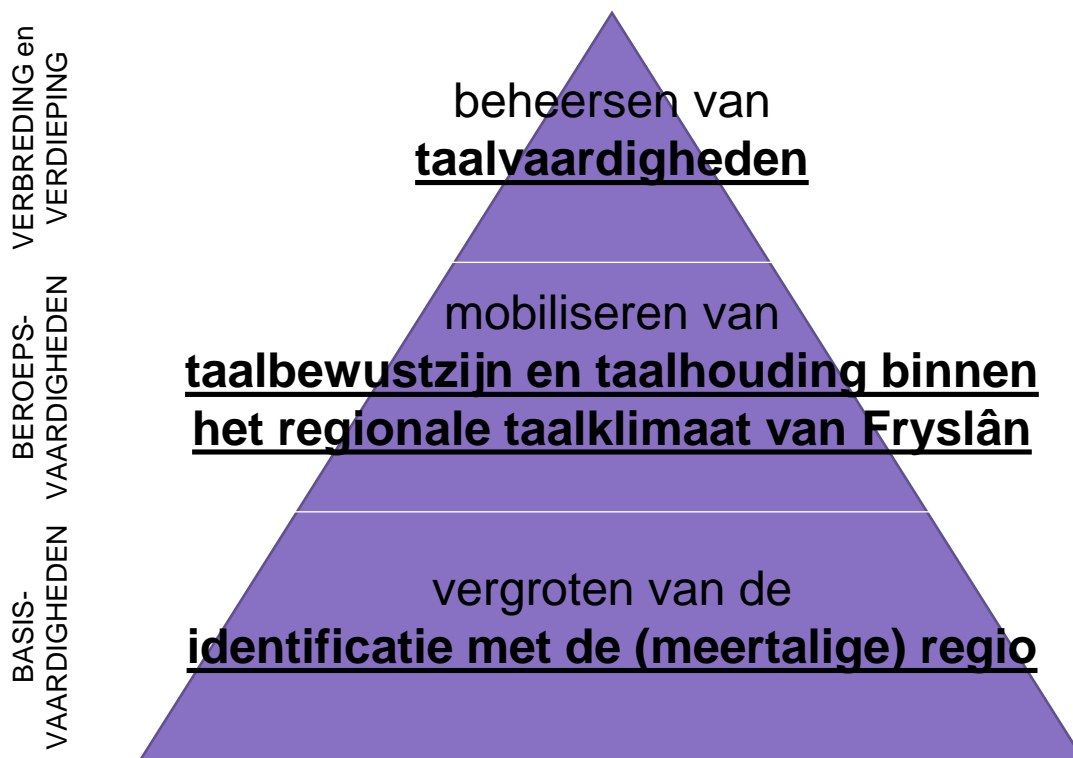 VERBREDING en
VERDIEPING
beheersen van
taalvaardigheden
BEROEPS-
VAARDIGHEDEN
mobiliseren van
taalbewustzijn en taalhouding binnen
het regionale taalklimaat van Fryslân
BASIS-
VAARDIGHEDEN
vergroten van de
identificatie met de (meertalige) regio